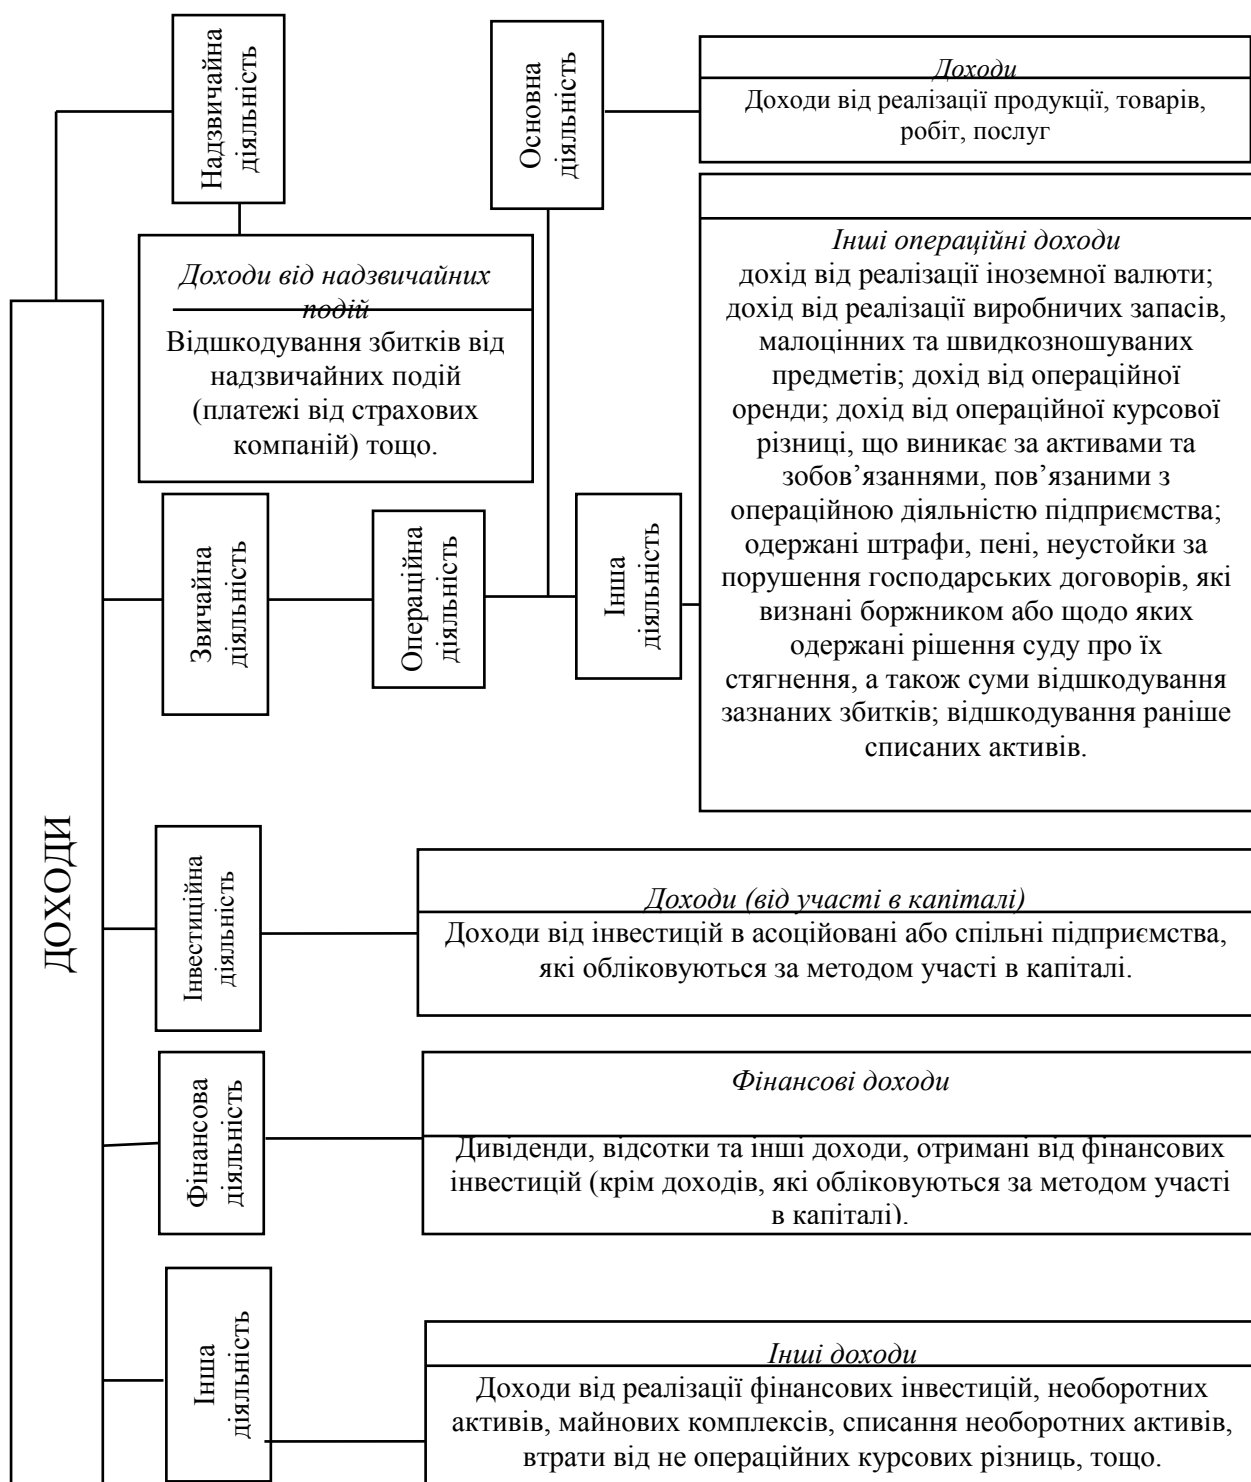 ДОХОДИ
Надзвичайна
діяльність
Доходи від надзвичайних
подій
Відшкодування збитків від
надзвичайних подій
(платежі від страхових
компаній) тощо.
Звичайна
діяльність
Операційна
діяльність
Основна
діяльність
Доходи
Доходи від реалізації продукції, товарів,
робіт, послуг
Інша
діяльність
Інші операційні доходи
дохід від реалізації іноземної валюти;
дохід від реалізації виробничих запасів,
малоцінних та швидкозношуваних
предметів; дохід від операційної
оренди; дохід від операційної курсової
різниці, що виникає за активами та
зобов’язаннями, пов’язаними з
операційною діяльністю підприємства;
одержані штрафи, пені, неустойки за
порушення господарських договорів, які
визнані боржником або щодо яких
одержані рішення суду про їх
стягнення, а також суми відшкодування
зазнаних збитків; відшкодування раніше
списаних активів.
Інвестиційна
діяльність
Доходи (від участі в капіталі)
Доходи від інвестицій в асоційовані або спільні підприємства,
які обліковуються за методом участі в капіталі.
Фінансова
діяльність
Фінансові доходи
Дивіденди, відсотки та інші доходи, отримані від фінансових
інвестицій (крім доходів, які обліковуються за методом участі
в капіталі).
Інша
діяльність
Інші доходи
Доходи від реалізації фінансових інвестицій, необоротних
активів, майнових комплексів, списання необоротних активів,
втрати від не операційних курсових різниць, тощо.